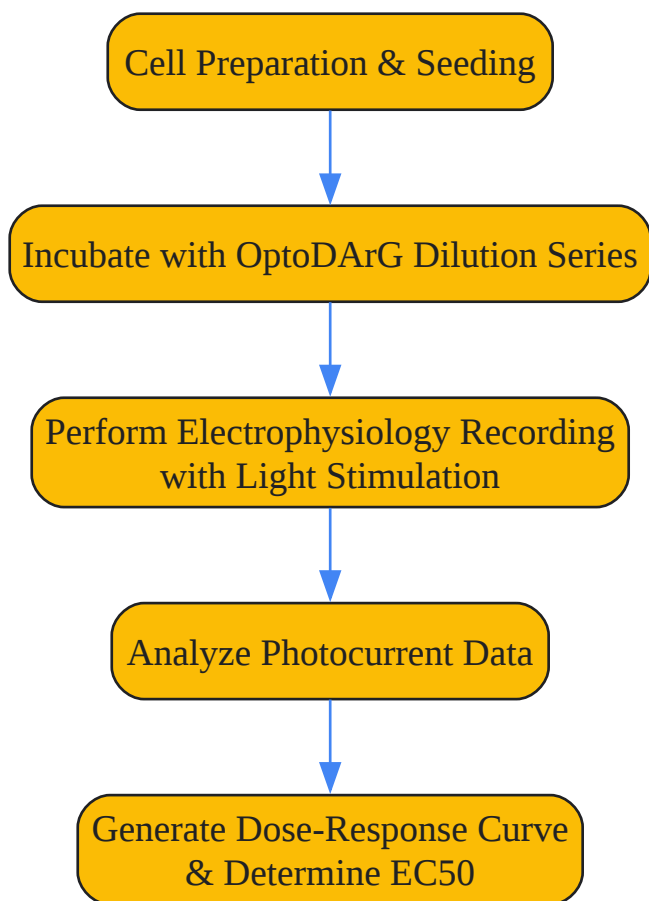 Cell Preparation & Seeding
Incubate with OptoDArG Dilution Series
Perform Electrophysiology Recording
with Light Stimulation
Analyze Photocurrent Data
Generate Dose-Response Curve
& Determine EC50